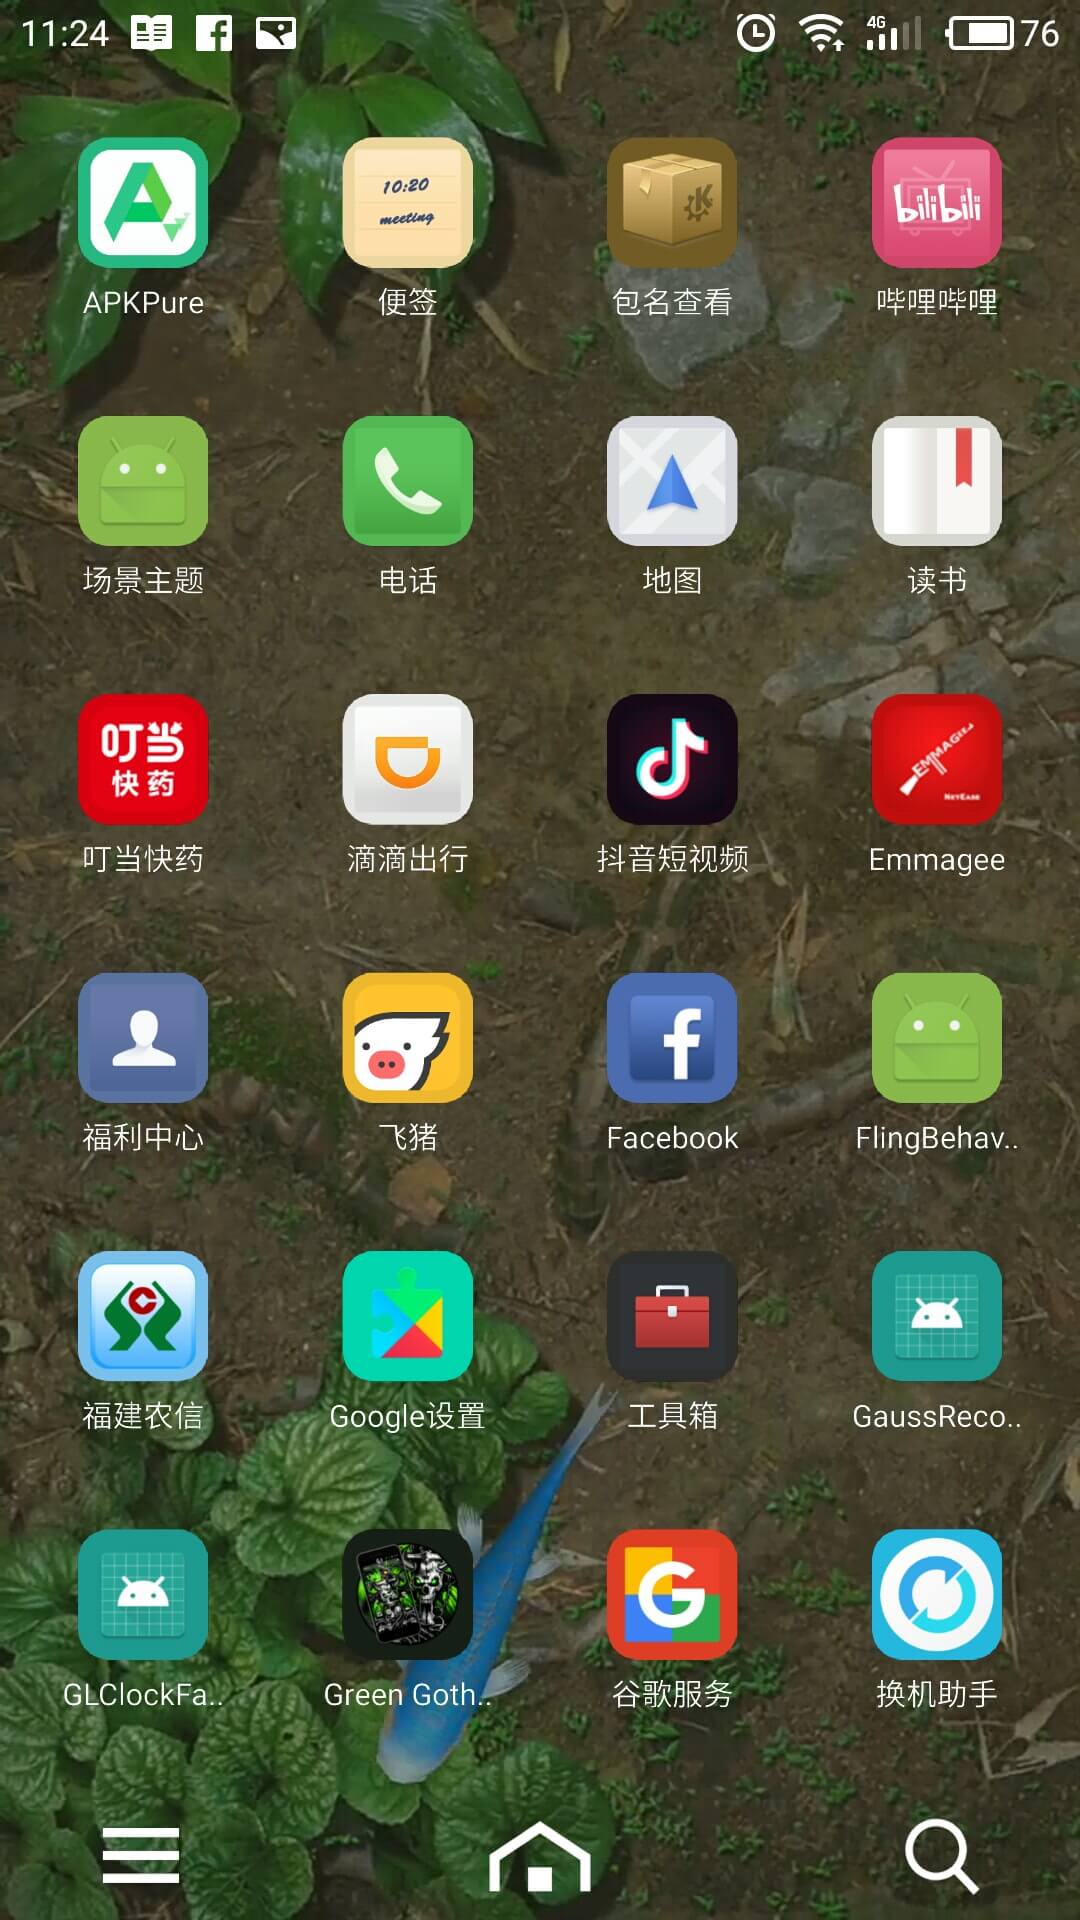 11:24
4G
76
10:20
meeting
bilibili
APKPure
便签
包名查看
哔哩哔哩
场景主题
电话
地图
读书
叮当
快药
EMMAGEE
NetEase
叮当快药
滴滴出行
抖音短视频
Emmagee
福利中心
飞猪
Facebook
FlingBehav..
福建农信
Google设置
工具箱
GaussReco..
GLClockFa..
Green Goth..
谷歌服务
换机助手